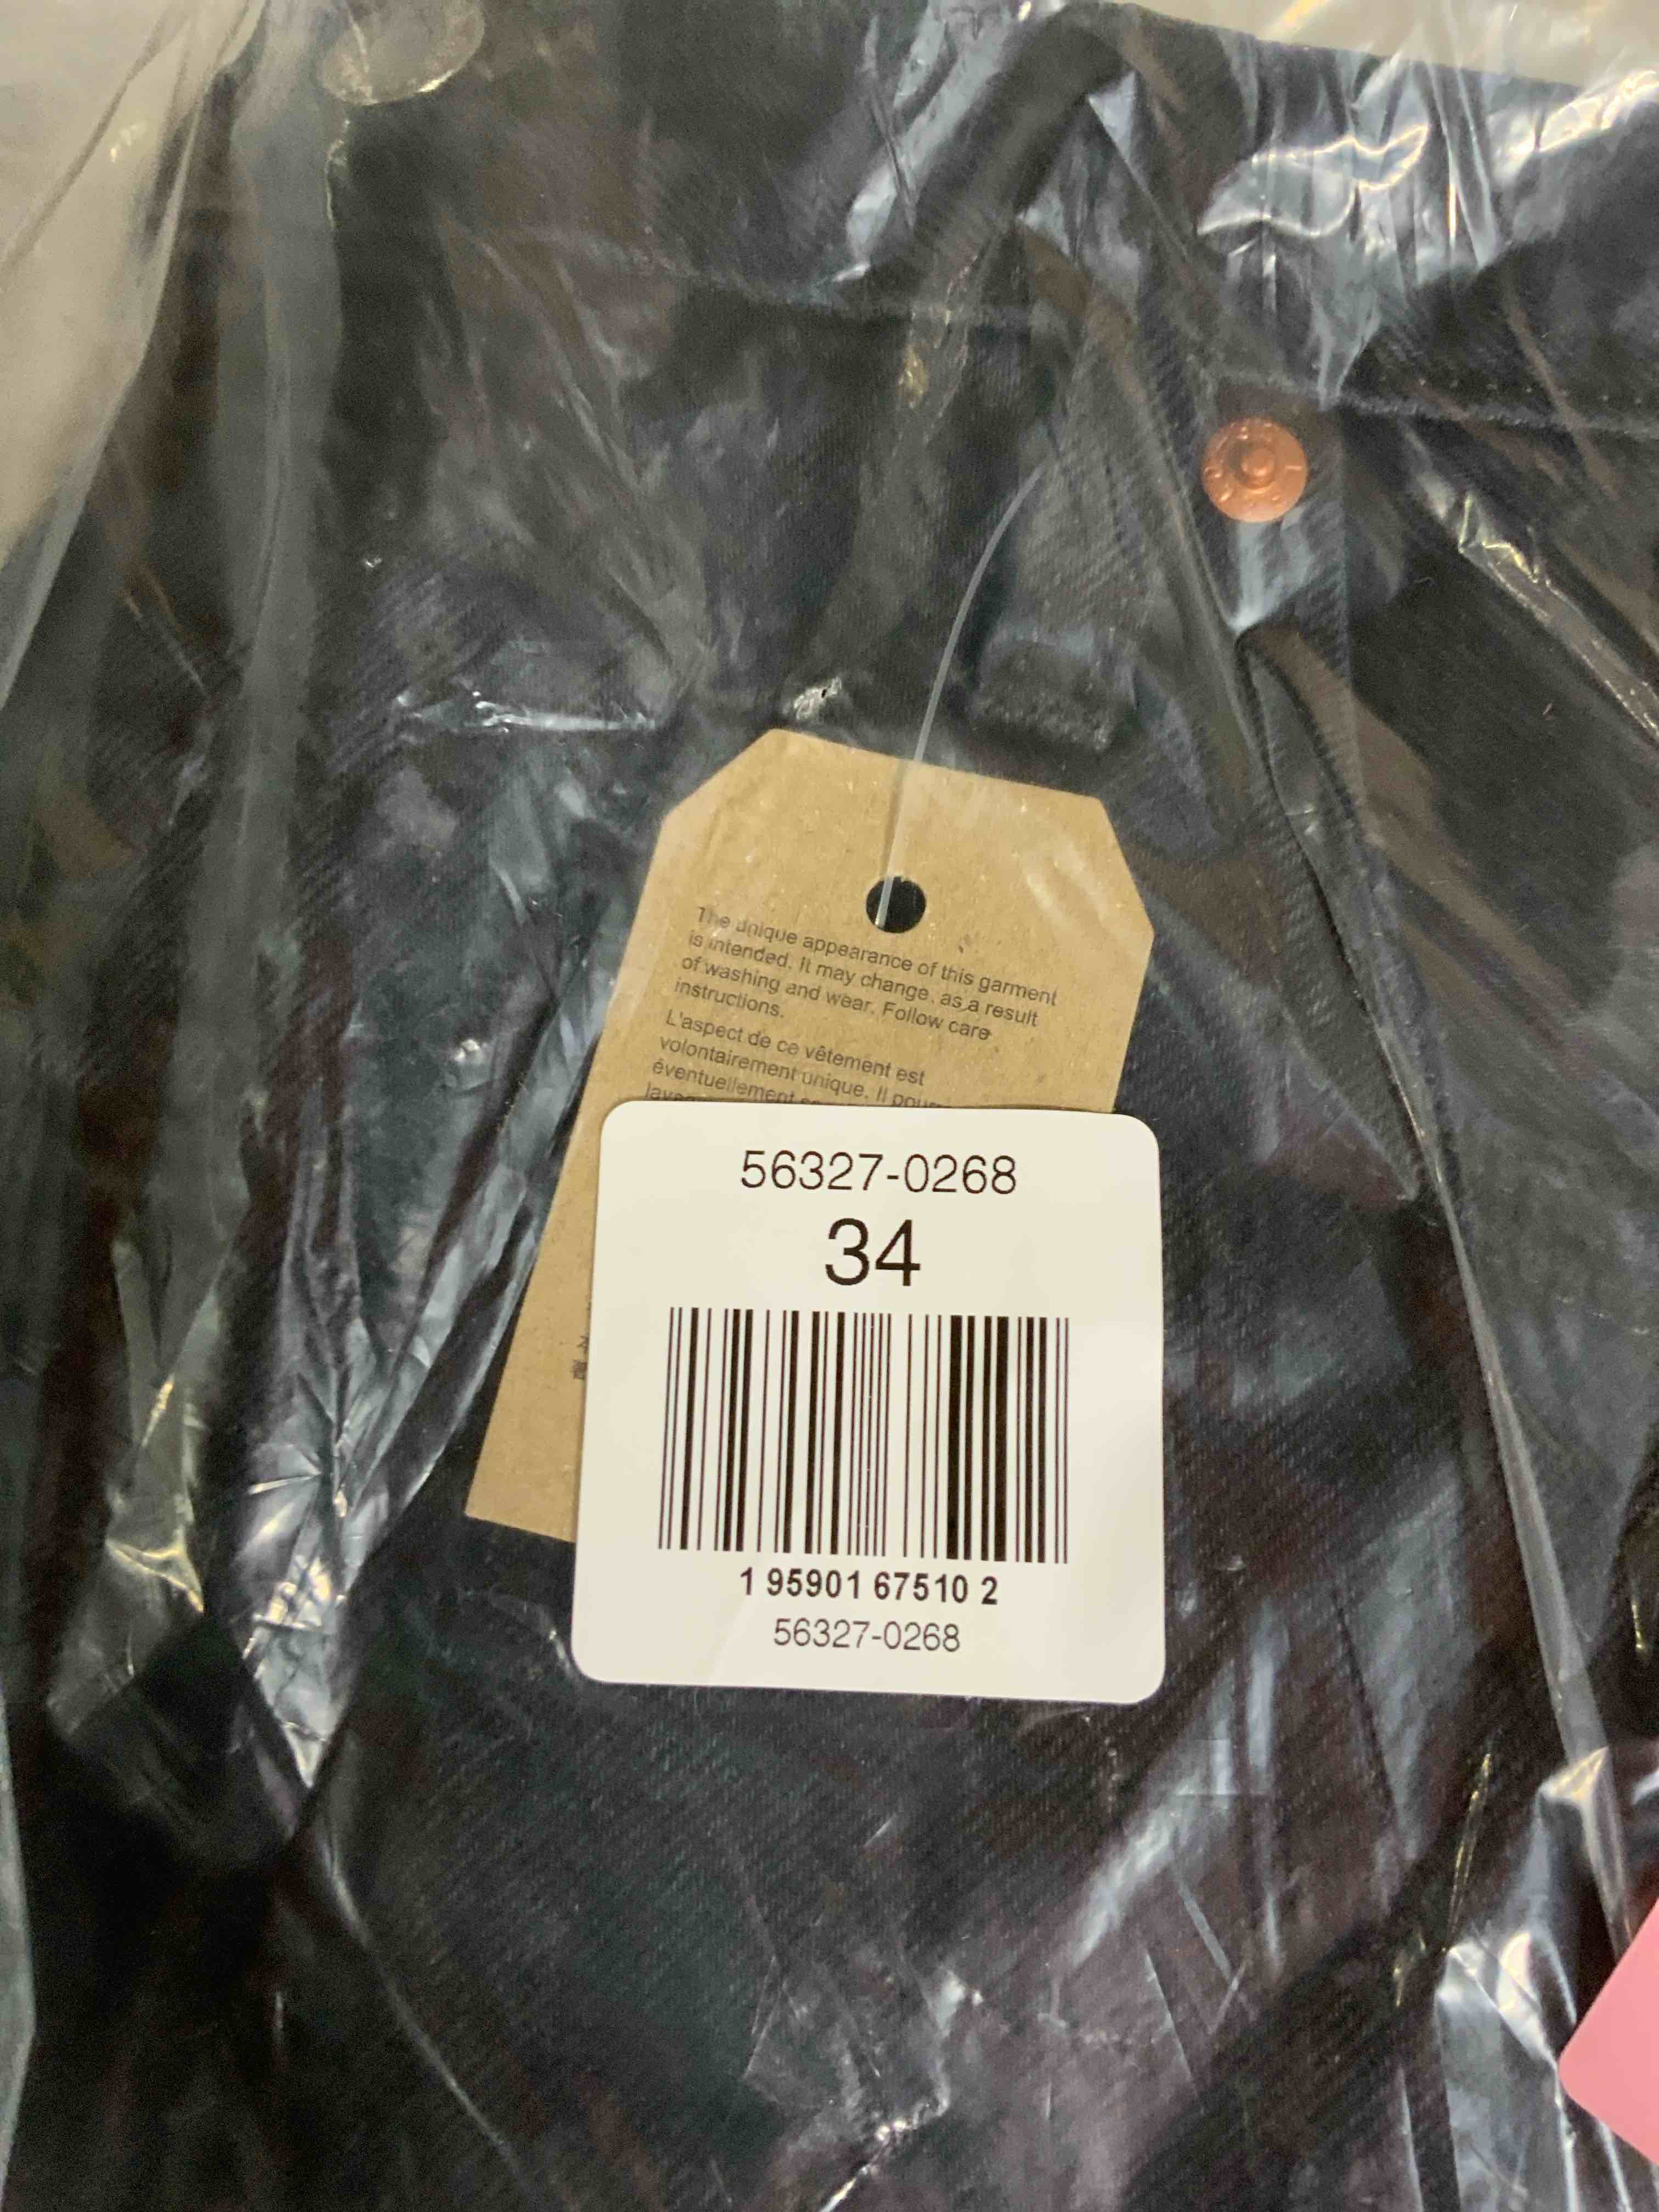 The unique appearance of this garment
is intended. It may change, as a result
of washing and wear. Follow care
instructions.
L'aspect de ce vêtement est
volontairement unique. Il
éventuellement
56327-0268
34
1 95901 67510 2
56327-0268